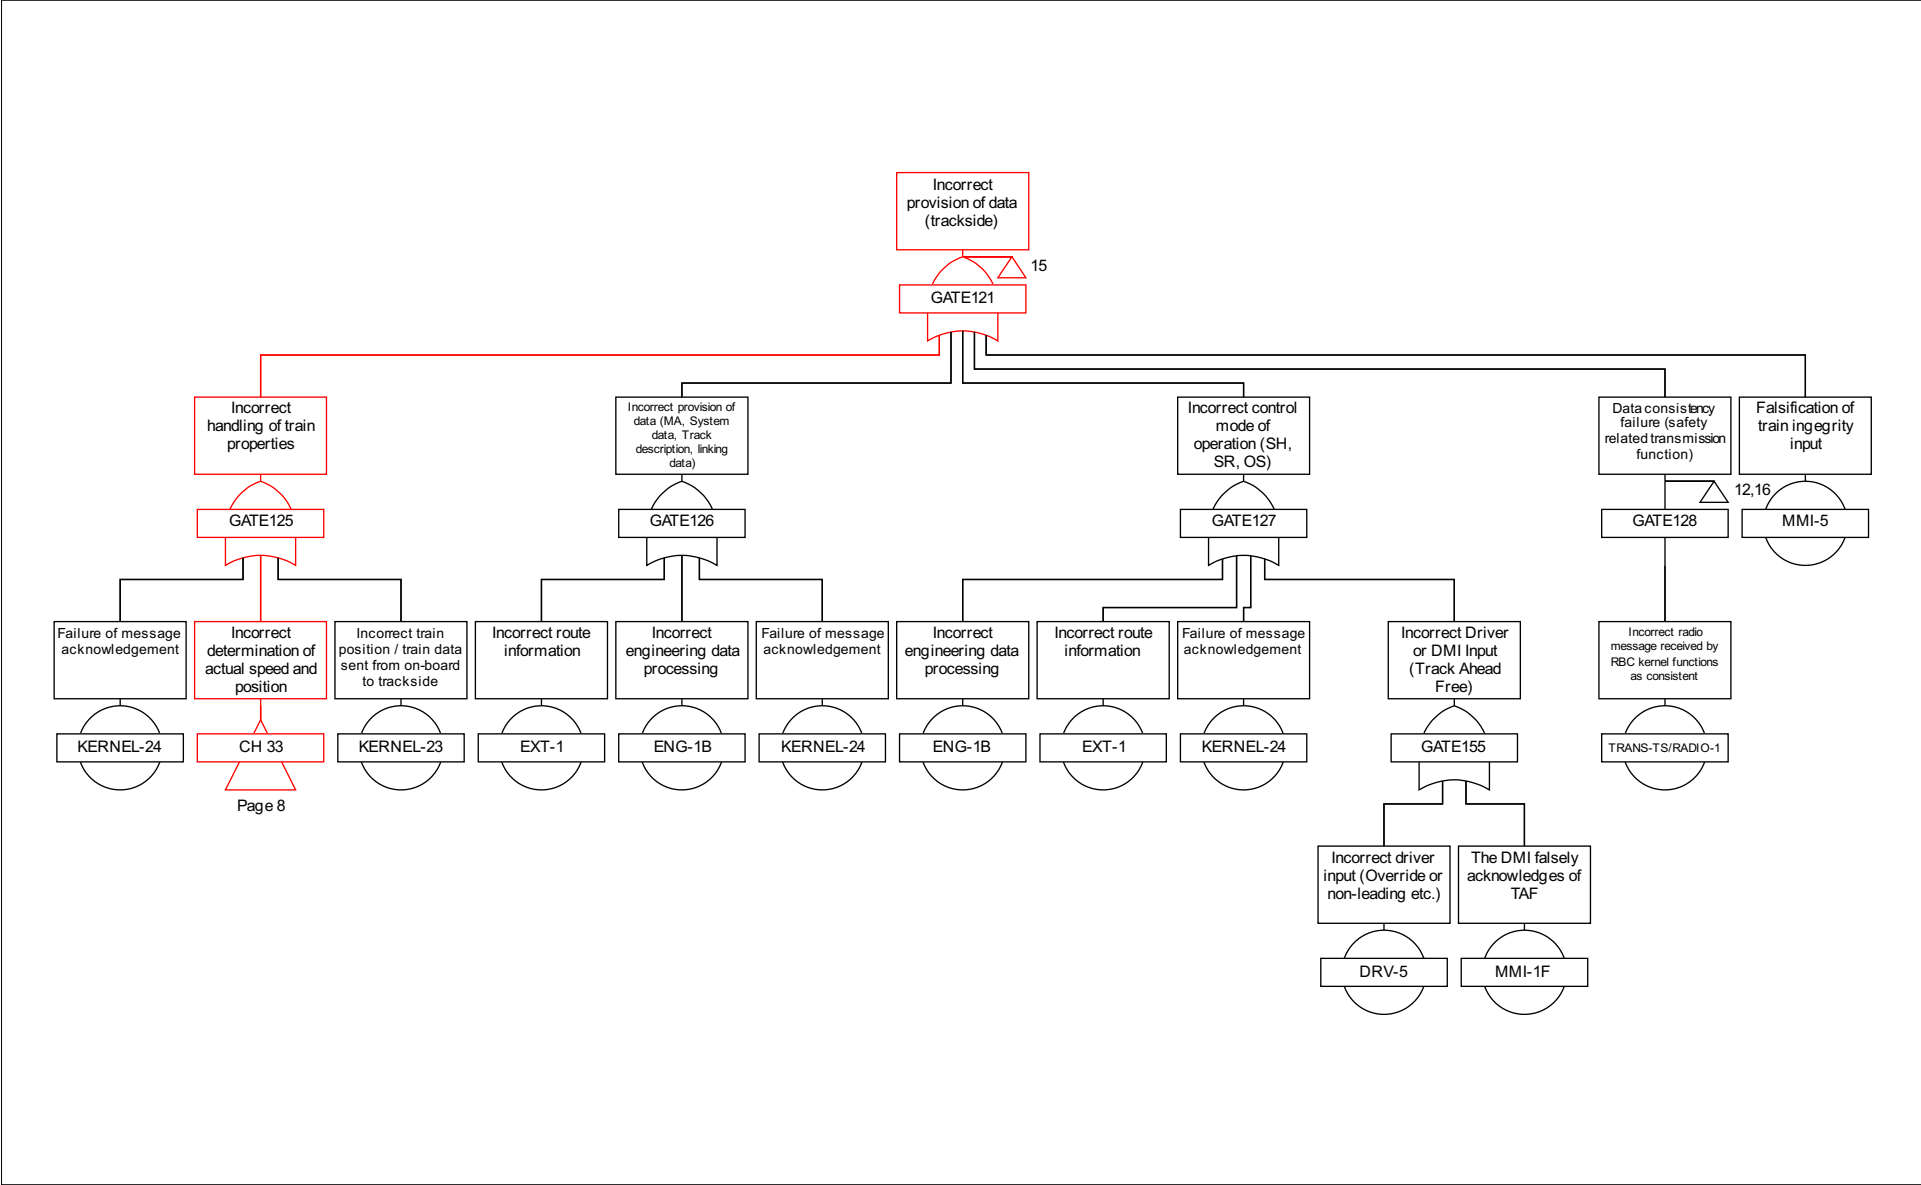 Incorrect
provision of data
(trackside)
15
GATE121
Incorrect
handling of train
properties
GATE125
Incorrect provision of
data (MA, System
data, Track
description, linking
data)
GATE126
Incorrect control
mode of
operation (SH,
SR, OS)
GATE127
Data consistency
failure (safety
related transmission
function)
12,16
GATE128
Falsification of
train ingegrity
input
MMI-5
Failure of message
acknowledgement
KERNEL-24
Incorrect
determination of
actual speed and
position
CH 33
Page 8
Incorrect train
position / train data
sent from on-board
to trackside
KERNEL-23
Incorrect route
information
EXT-1
Incorrect
engineering data
processing
ENG-1B
Failure of message
acknowledgement
KERNEL-24
Incorrect
engineering data
processing
ENG-1B
Incorrect route
information
EXT-1
Failure of message
acknowledgement
KERNEL-24
Incorrect Driver
or DMI Input
(Track Ahead
Free)
GATE155
Incorrect radio
message received by
RBC kernel functions
as consistent
TRANS-TS/RADIO-1
Incorrect driver
input (Override or
non-leading etc.)
DRV-5
The DMI falsely
acknowledges of
TAF
MMI-1F